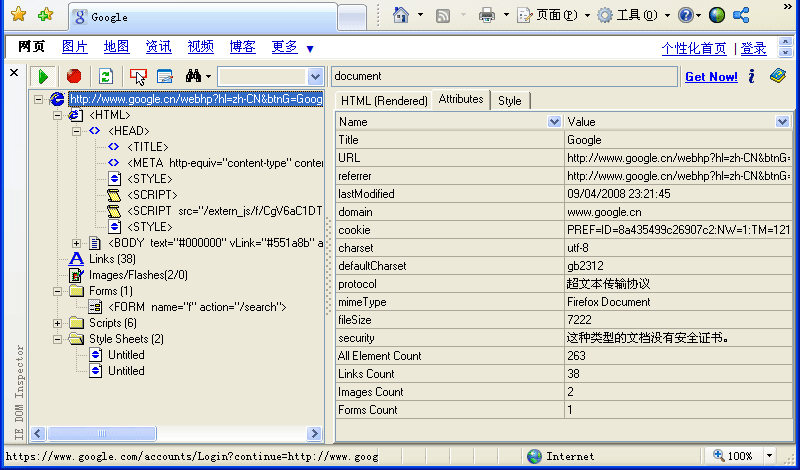 Google
页面(P)
工具(O)
»
网页 图片 地图 资讯 视频 博客 更多 ▼
个性化首页 | 登录
document
Get Now!
HTML (Rendered) Attributes Style
http://www.google.cn/webhp?hl=zh-CN&btnG=Goog
<HTML>
<HEAD>
<TITLE>
<META http-equiv="content-type" conten
<STYLE>
<SCRIPT>
<SCRIPT src="/extern_js/f/CgV6aC1DT
<STYLE>
<BODY text="#000000" vLink="#551a8b" a
Links (38)
Images/Flashes(2/0)
Forms (1)
<FORM name="f" action="/search">
Scripts (6)
Style Sheets (2)
Untitled
Untitled
IE DOM Inspector
Name Value
Title Google
URL http://www.google.cn/webhp?hl=zh-CN&btnG=
referrer http://www.google.cn/webhp?hl=zh-CN&btnG=
lastModified 09/04/2008 23:21:45
domain www.google.cn
cookie PREF=ID=8a435499c26907c2:NW=1:TM=121
charset utf-8
defaultCharset gb2312
protocol 超文本传输协议
mimeType Firefox Document
fileSize 7222
security 这种类型的文档没有安全证书。
All Element Count 263
Links Count 38
Images Count 2
Forms Count 1
https://www.google.com/accounts/Login?continue=http://www.goog
Internet
100%